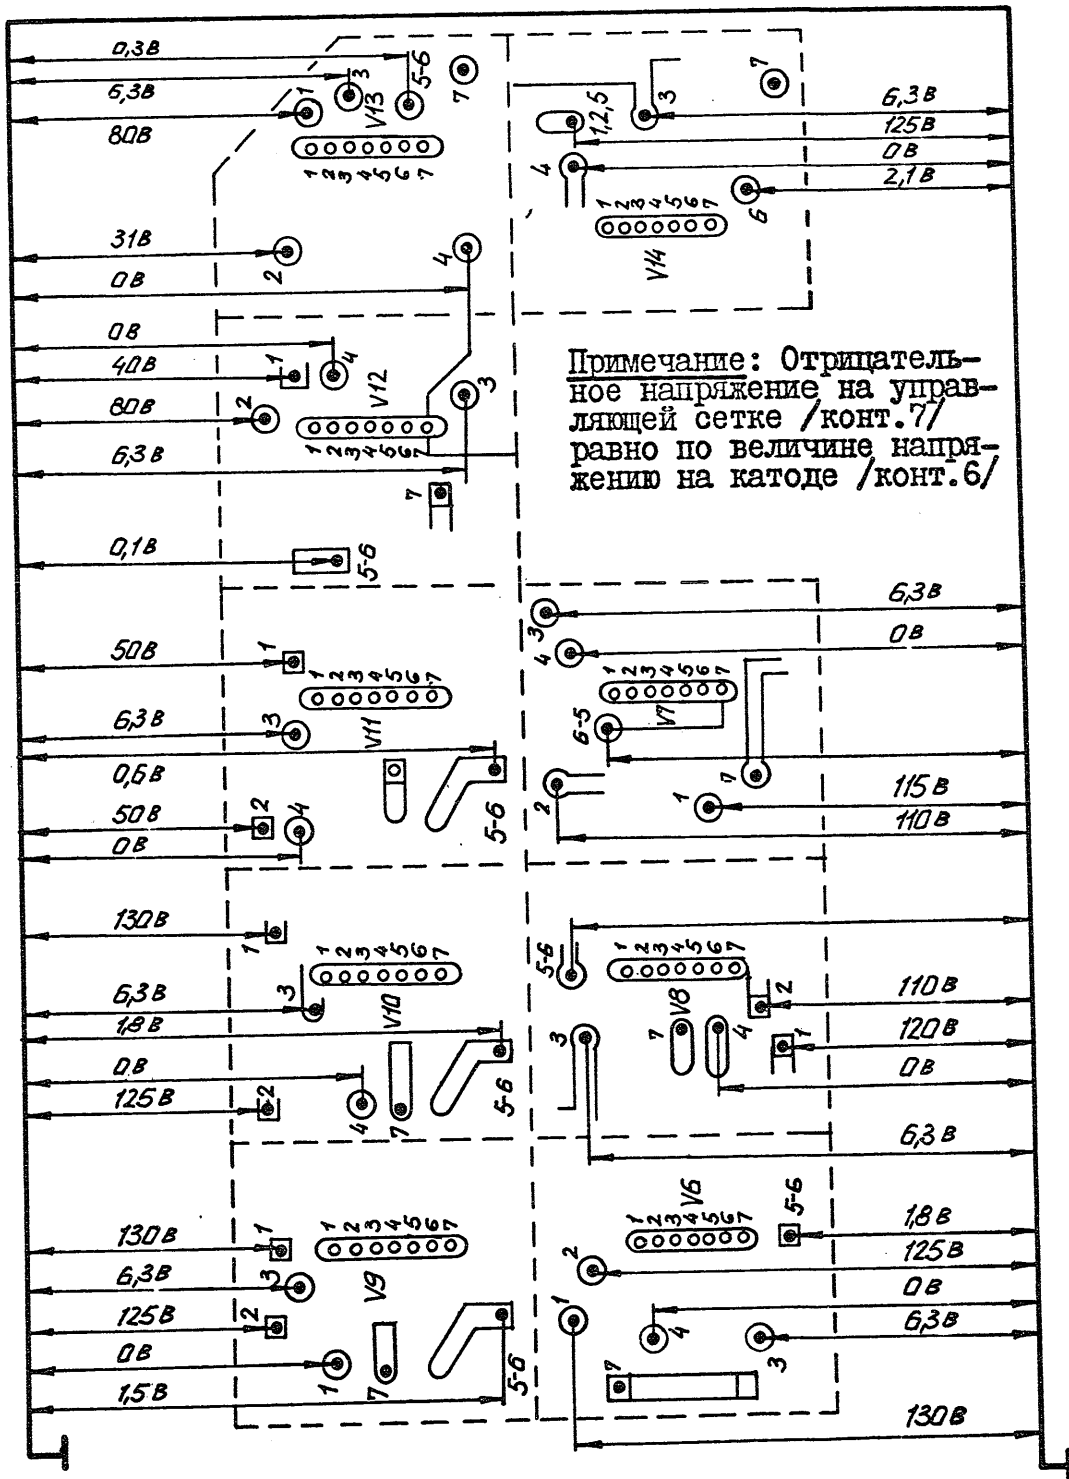 0,3В
6,3В
80В
1
3
5-6
7
V13
1 2 3 4 5 6 7
31В
2
0В
4
1,2,5
3
7
6,3В
125В
0В
2,1В
4
6
1 2 3 4 5 6 7
V14
0В
40В
1
4
V12
80В
2
3
1 2 3 4 5 6 7
6,3В
7
0,1В
5-6
Примечание: Отрицатель-
ное напряжение на управ-
ляющей сетке /конт.7/
равно по величине напря-
жению на катоде /конт.6/
50В
1
1 2 3 4 5 6 7
6,3В
3
V11
50В
2
4
0В
5-6
3
6,3В
4
0В
1 2 3 4 5 6 7
6-5
V7
7
2
1
115В
110В
130В
1
1 2 3 4 5 6 7
6,3В
3
V10
1,8В
0В
125В
2
4
7
5-6
5-6
1 2 3 4 5 6 7
V8
2
110В
3
7
4
1
120В
0В
6,3В
130В
1
1 2 3 4 5 6 7
6,3В
3
V9
125В
2
0В
1
7
1,5В
5-6
V6
5-6
1 2 3 4 5 6 7
1,8В
2
125В
1
0В
4
6,3В
3
7
130В